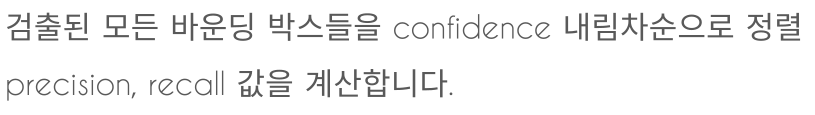 검출된 모든 바운딩 박스들을 confidence 내림차순으로 정렬
precision, recall 값을 계산합니다.